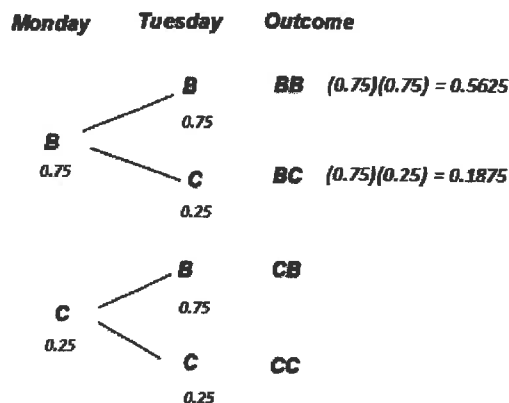 Monday Tuesday Outcome
B BB (0.75)(0.75) = 0.5625
0.75
B
0.75
C BC (0.75)(0.25) = 0.1875
0.25
B CB
0.75
C
0.25
C CC
0.25